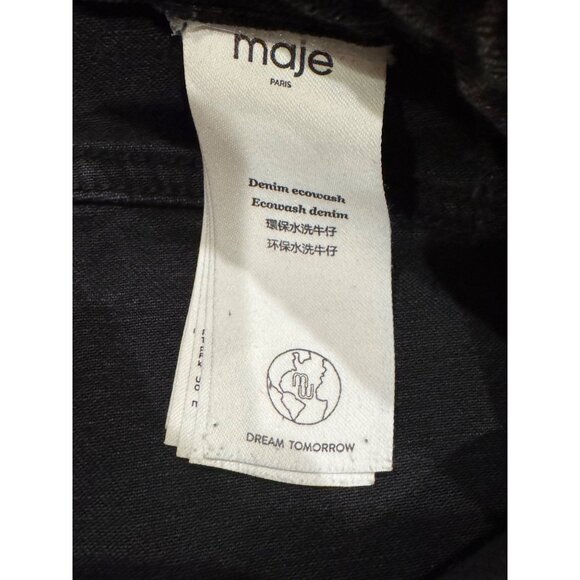 maje
PARIS
Denim ecowash
Ecowash denim
環保水洗牛仔
环保水洗牛仔
DREAM TOMORROW